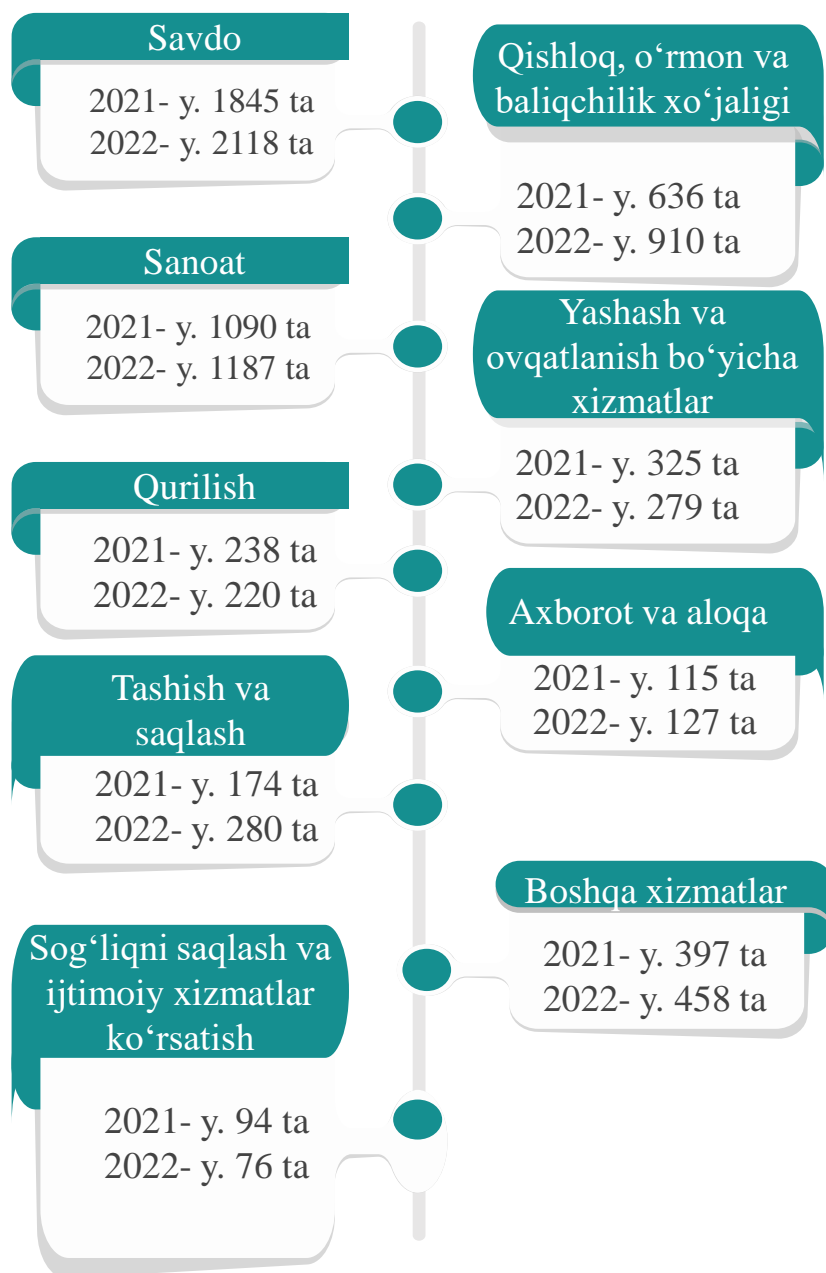 Savdo
2021- y. 1845 ta
2022- y. 2118 ta
Qishloq, o‘rmon va
baliqchilik xo‘jaligi
2021- y. 636 ta
2022- y. 910 ta
Sanoat
2021- y. 1090 ta
2022- y. 1187 ta
Yashash va
ovqatlanish bo‘yicha
xizmatlar
2021- y. 325 ta
2022- y. 279 ta
Qurilish
2021- y. 238 ta
2022- y. 220 ta
Axborot va aloqa
2021- y. 115 ta
2022- y. 127 ta
Tashish va
saqlash
2021- y. 174 ta
2022- y. 280 ta
Boshqa xizmatlar
2021- y. 397 ta
2022- y. 458 ta
Sog‘liqni saqlash va
ijtimoiy xizmatlar
ko‘rsatish
2021- y. 94 ta
2022- y. 76 ta